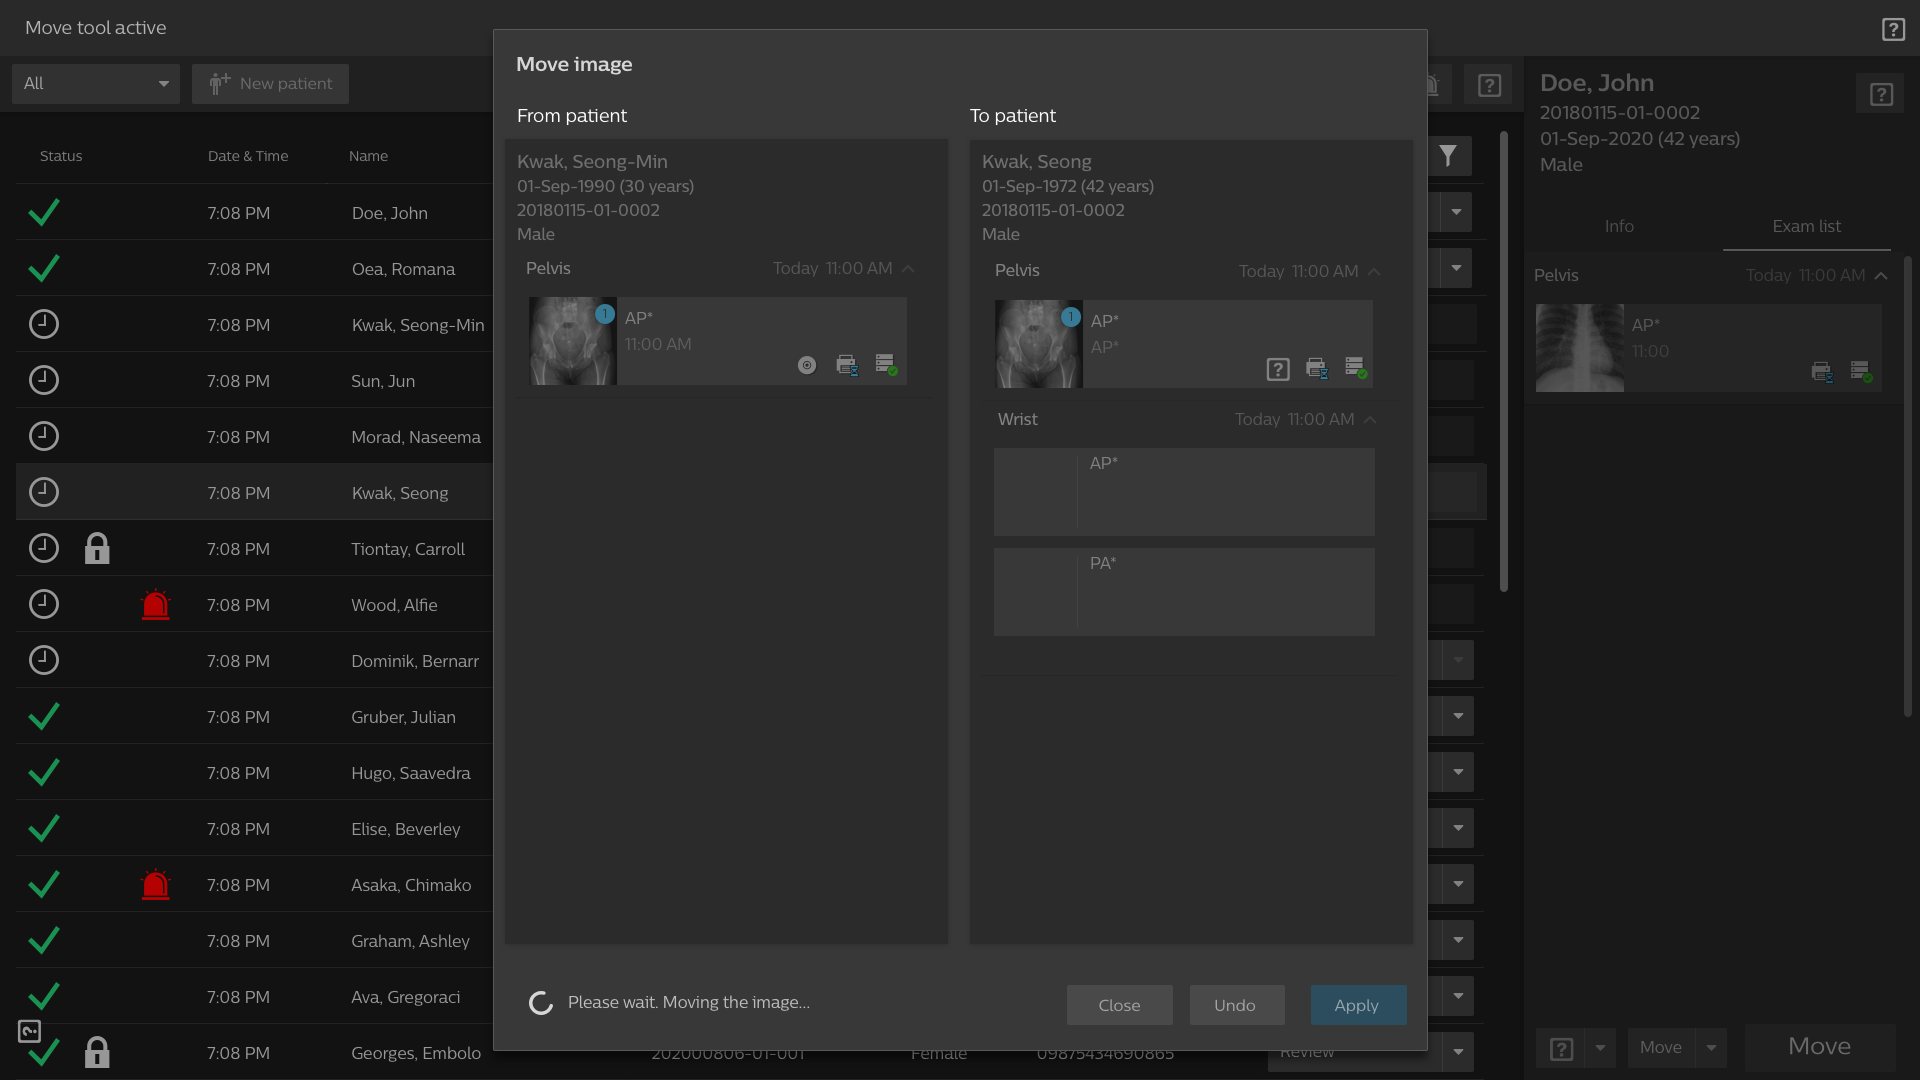 Move tool active
All
New patient
Status
Date & Time
Name
7:08 PM
Doe, John
7:08 PM
Oea, Romana
7:08 PM
Kwak, Seong-Min
7:08 PM
Sun, Jun
7:08 PM
Morad, Naseema
7:08 PM
Kwak, Seong
7:08 PM
Tiontay, Carroll
7:08 PM
Wood, Alfie
7:08 PM
Dominik, Bernarr
7:08 PM
Gruber, Julian
7:08 PM
Hugo, Saavedra
7:08 PM
Elise, Beverley
7:08 PM
Asaka, Chimako
7:08 PM
Graham, Ashley
7:08 PM
Ava, Gregoraci
7:08 PM
Georges, Embolo
202000806-01-001
Female
09875434690865
Review
Move image
From patient
Kwak, Seong-Min
01-Sep-1990 (30 years)
20180115-01-0002
Male
Pelvis
Today 11:00 AM
1
AP*
11:00 AM
To patient
Kwak, Seong
01-Sep-1972 (42 years)
20180115-01-0002
Male
Pelvis
Today 11:00 AM
1
AP*
AP*
Wrist
Today 11:00 AM
AP*
PA*
Please wait. Moving the image...
Close
Undo
Apply
Doe, John
20180115-01-0002
01-Sep-2020 (42 years)
Male
Info
Exam list
Pelvis
Today 11:00 AM
AP*
11:00
Move
Move